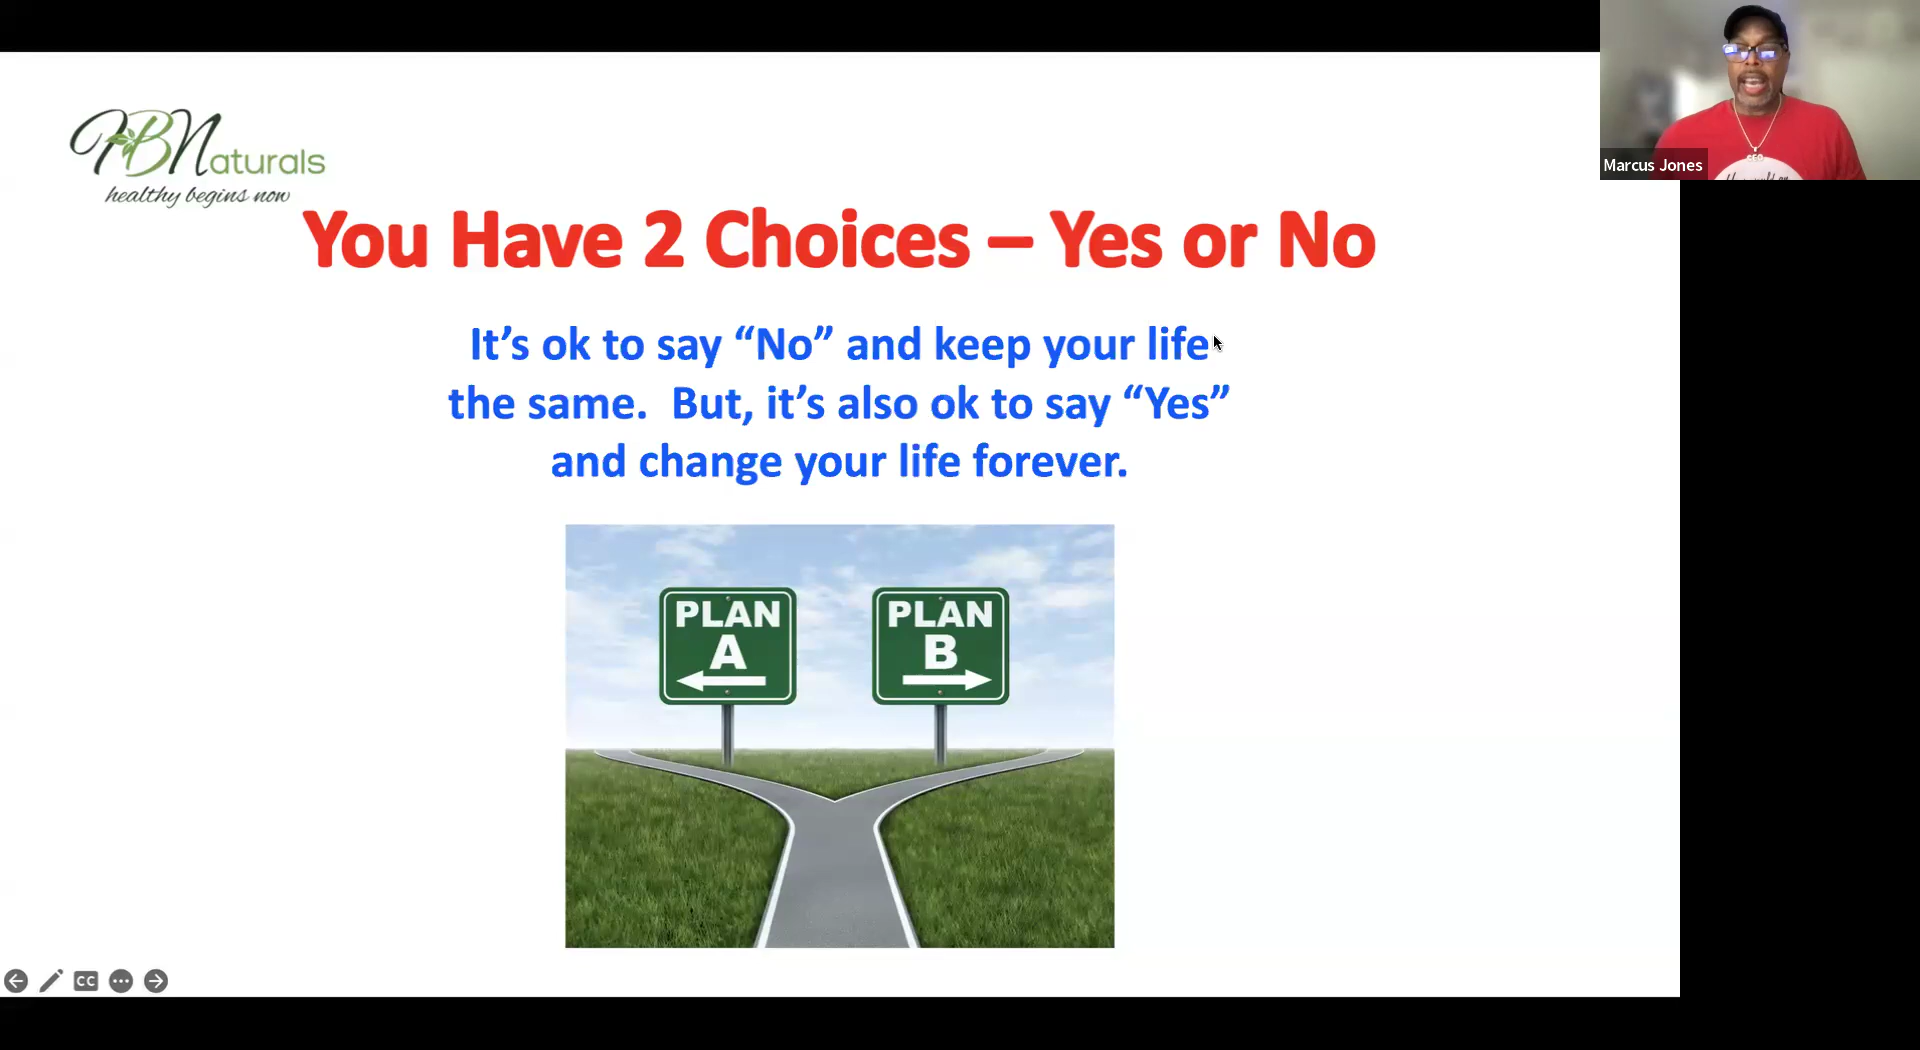 HBNaturals
healthy begins now
You Have 2 Choices – Yes or No
It’s ok to say “No” and keep your life
the same.  But, it’s also ok to say “Yes”
and change your life forever.
PLAN
A
PLAN
B
CC
Marcus Jones
CEO